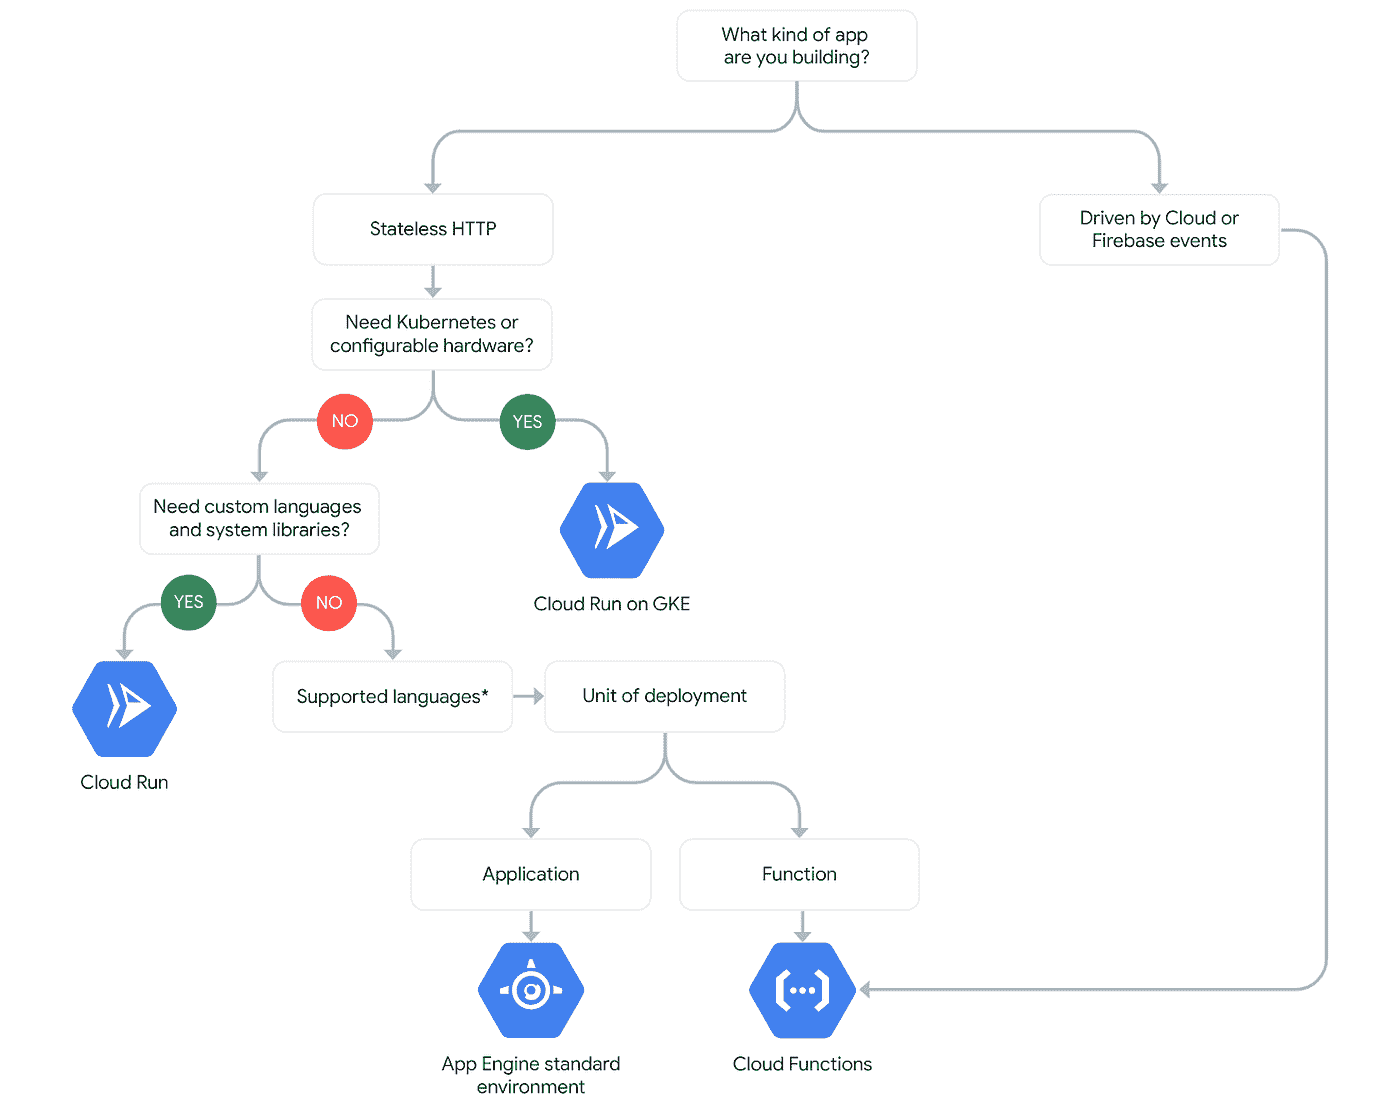 What kind of app
are you building?
Stateless HTTP
Driven by Cloud or
Firebase events
Need Kubernetes or
configurable hardware?
NO
YES
Need custom languages
and system libraries?
Cloud Run on GKE
YES
NO
Supported languages*
Unit of deployment
Cloud Run
Application
Function
App Engine standard
environment
Cloud Functions